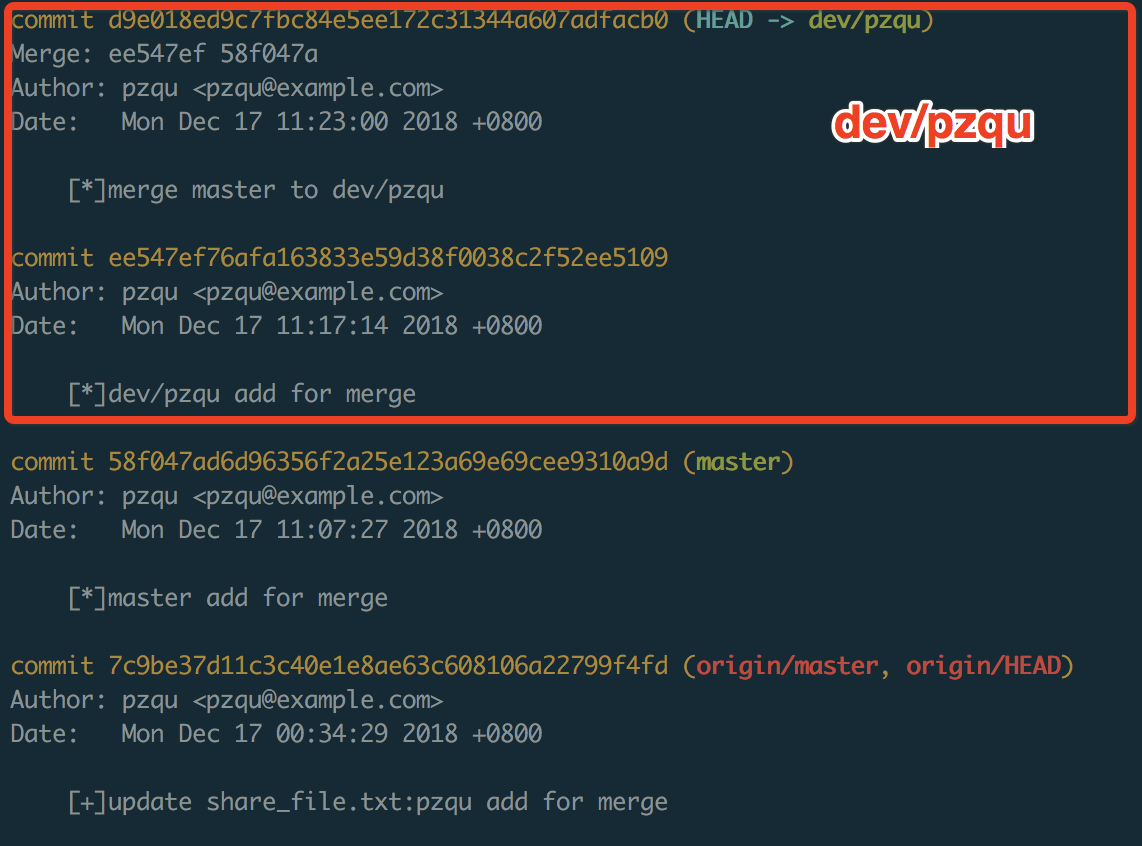 commit d9e018ed9c7fbc84e5ee172c31344a607adfacb0 (HEAD -> dev/pzqu)
Merge: ee547ef 58f047a
Author: pzqu <pzqu@example.com>
Date:   Mon Dec 17 11:23:00 2018 +0800
dev/pzqu
[*]merge master to dev/pzqu
commit ee547ef76afa163833e59d38f0038c2f52ee5109
Author: pzqu <pzqu@example.com>
Date:   Mon Dec 17 11:17:14 2018 +0800
[*]dev/pzqu add for merge
commit 58f047ad6d96356f2a25e123a69e69cee9310a9d (master)
Author: pzqu <pzqu@example.com>
Date:   Mon Dec 17 11:07:27 2018 +0800
[*]master add for merge
commit 7c9be37d11c3c40e1e8ae63c608106a22799f4fd (origin/master, origin/HEAD)
Author: pzqu <pzqu@example.com>
Date:   Mon Dec 17 00:34:29 2018 +0800
[+]update share_file.txt:pzqu add for merge